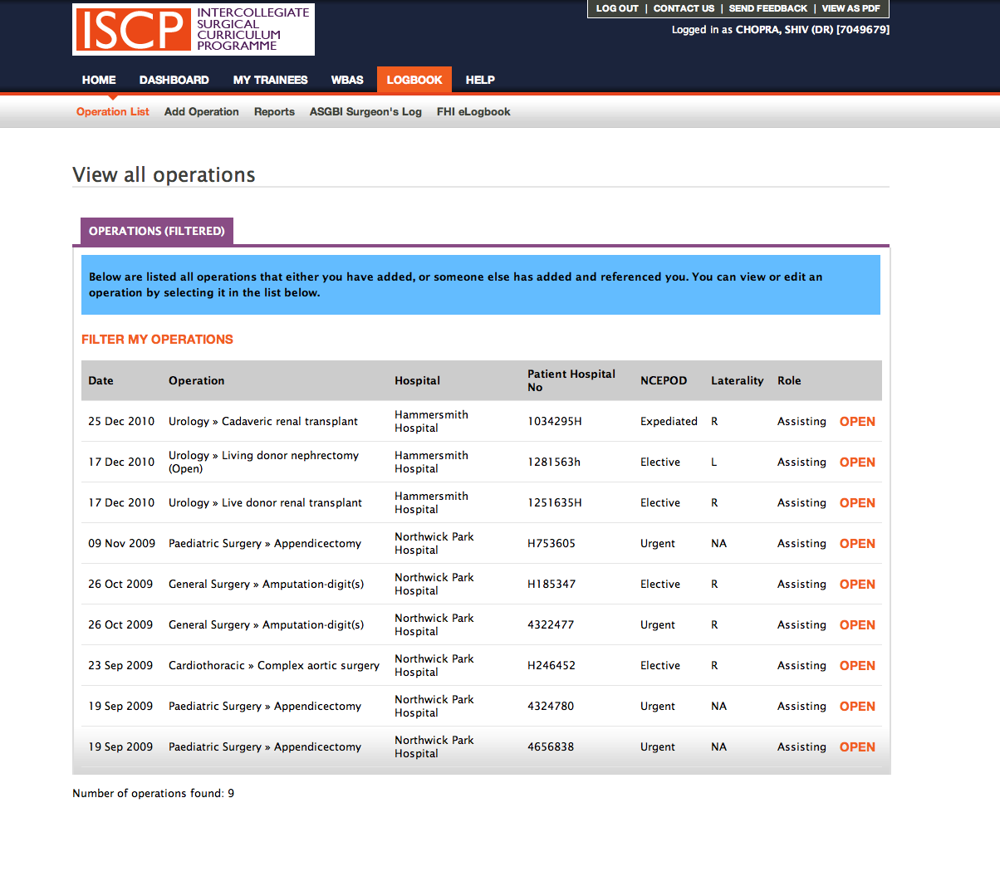 LOG OUT | CONTACT US | SEND FEEDBACK | VIEW AS PDF
ISCP
INTERCOLLEGIATE
SURGICAL
CURRICULUM
PROGRAMME
Logged in as CHOPRA, SHIV (DR) [7049679]
HOME DASHBOARD MY TRAINEES WBAS LOGBOOK HELP
Operation List Add Operation Reports ASGBI Surgeon's Log FHI eLogbook
View all operations
OPERATIONS (FILTERED)
Below are listed all operations that either you have added, or someone else has added and referenced you. You can view or edit an
operation by selecting it in the list below.
FILTER MY OPERATIONS
Date Operation Hospital Patient Hospital No NCEPOD Laterality Role
25 Dec 2010 Urology » Cadaveric renal transplant Hammersmith Hospital 1034295H Expediated R Assisting OPEN
17 Dec 2010 Urology » Living donor nephrectomy (Open) Hammersmith Hospital 1281563h Elective L Assisting OPEN
17 Dec 2010 Urology » Live donor renal transplant Hammersmith Hospital 1251635H Elective R Assisting OPEN
09 Nov 2009 Paediatric Surgery » Appendicectomy Northwick Park Hospital H753605 Urgent NA Assisting OPEN
26 Oct 2009 General Surgery » Amputation-digit(s) Northwick Park Hospital H185347 Elective R Assisting OPEN
26 Oct 2009 General Surgery » Amputation-digit(s) Northwick Park Hospital 4322477 Urgent R Assisting OPEN
23 Sep 2009 Cardiothoracic » Complex aortic surgery Northwick Park Hospital H246452 Elective R Assisting OPEN
19 Sep 2009 Paediatric Surgery » Appendicectomy Northwick Park Hospital 4324780 Urgent NA Assisting OPEN
19 Sep 2009 Paediatric Surgery » Appendicectomy Northwick Park Hospital 4656838 Urgent NA Assisting OPEN
Number of operations found: 9